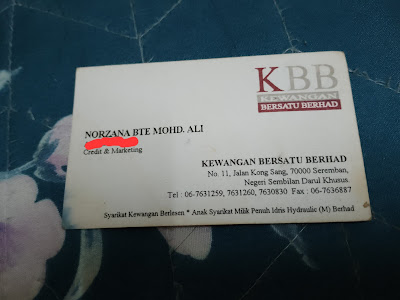 KBB
KEWANGAN
BERSATU BERHAD
NORZANA BTE MOHD. ALI
Credit & Marketing
KEWANGAN BERSATU BERHAD
No. 11, Jalan Kong Sang, 70000 Seremban,
Negeri Sembilan Darul Khusus.
Tel : 06-7631259, 7631260, 7630830 Fax : 06-7636887
Syarikat Kewangan Berlesen * Anek Syarikat Milik Penuh Idris Hydraulic (M) Berhad